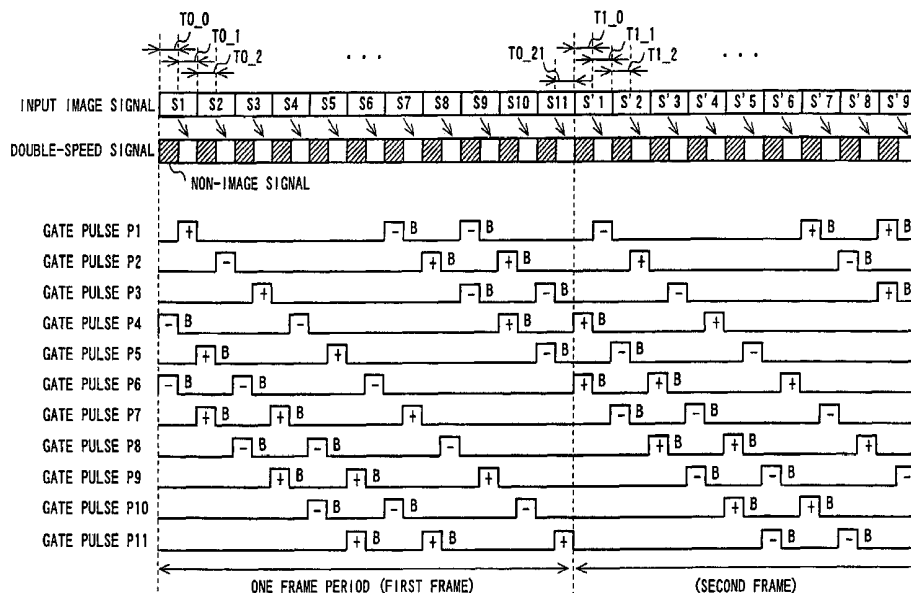 T0_0
T0_1
T0_2
...
T0_21
T1_0
T1_1
T1_2
...
INPUT IMAGE SIGNAL S1 S2 S3 S4 S5 S6 S7 S8 S9 S10 S11 S'1 S'2 S'3 S'4 S'5 S'6 S'7 S'8 S'9
DOUBLE-SPEED SIGNAL
NON-IMAGE SIGNAL
GATE PULSE P1 + - B - B - + B + B
GATE PULSE P2 - + B + B + - B
GATE PULSE P3 + - B - B - + B
GATE PULSE P4 - B - + B + B +
GATE PULSE P5 + B + - B - B -
GATE PULSE P6 - B - B - + B + B +
GATE PULSE P7 + B + B + - B - B -
GATE PULSE P8 - B - B - + B + B +
GATE PULSE P9 + B + B + - B - B -
GATE PULSE P10 - B - B - + B + B
GATE PULSE P11 + B + B + - B - B
ONE FRAME PERIOD (FIRST FRAME) (SECOND FRAME)